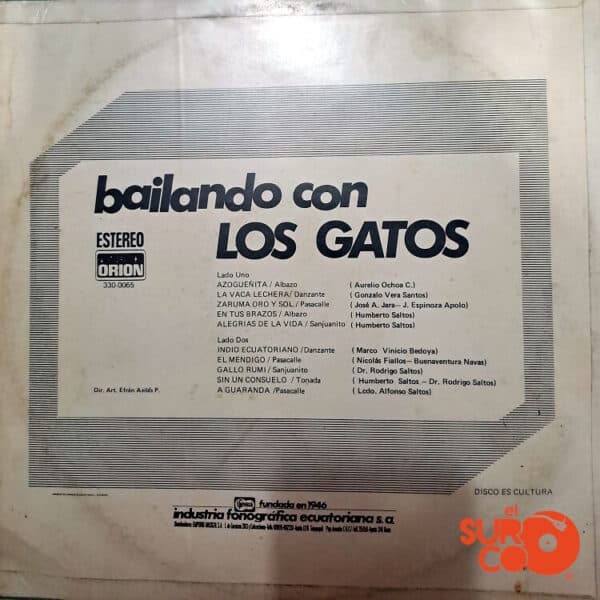 bailando con
LOS GATOS
ESTEREO
ORION
330-0065
Lado Uno
AZOGUEÑITA / Albazo ( Aurelio Ochoa C.)
LA VACA LECHERA/ Danzante ( Gonzalo Vera Santos)
ZARUMA ORO Y SOL / Pasacalle ( José A. Jara— J. Espinoza Apolo)
EN TUS BRAZOS / Albazo ( Humberto Saltos)
ALEGRIAS DE LA VIDA / Sanjuanito ( Humberto Saltos)
Lado Dos
INDIO ECUATORIANO /Danzante ( Marco Vinicio Bedoya)
EL MENDIGO / Pasacalle ( Nicolás Fiallos— Buenaventura Navas)
GALLO RUMI / Sanjuanito ( Dr. Rodrigo Saltos)
SIN UN CONSUELO / Tonada ( Humberto Saltos — Dr. Rodrigo Saltos)
A GUARANDA /Pasacalle ( Lcdo. Alfonso Saltos)
Dir. Art. Efrén Avilés P.
DISCO ES CULTURA
fundada en 1946
industria fonográfica ecuatoriana s.a.
el
SURCO